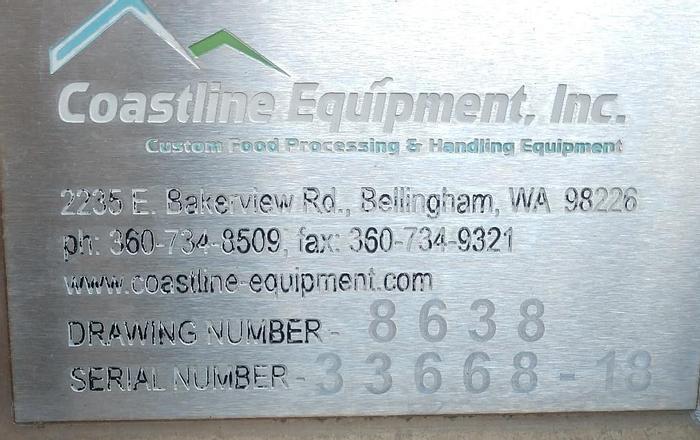 Coastline Equipment, Inc.
Custom Food Processing & Handling Equipment
2235 E. Bakerview Rd., Bellingham, WA 98226
ph: 360-734-8509, fax: 360-734-9321
www.coastline-equipment.com
DRAWING NUMBER- 8638
SERIAL NUMBER- 33668-18